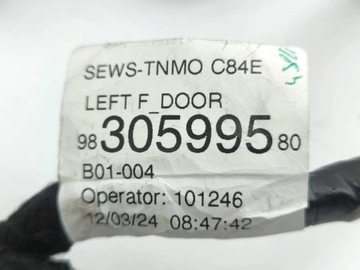 SEWS-TNMO C84E
LEFT F_DOOR
98 305995 80
B01-004
Operator: 101246
12/03/24 08:47:42